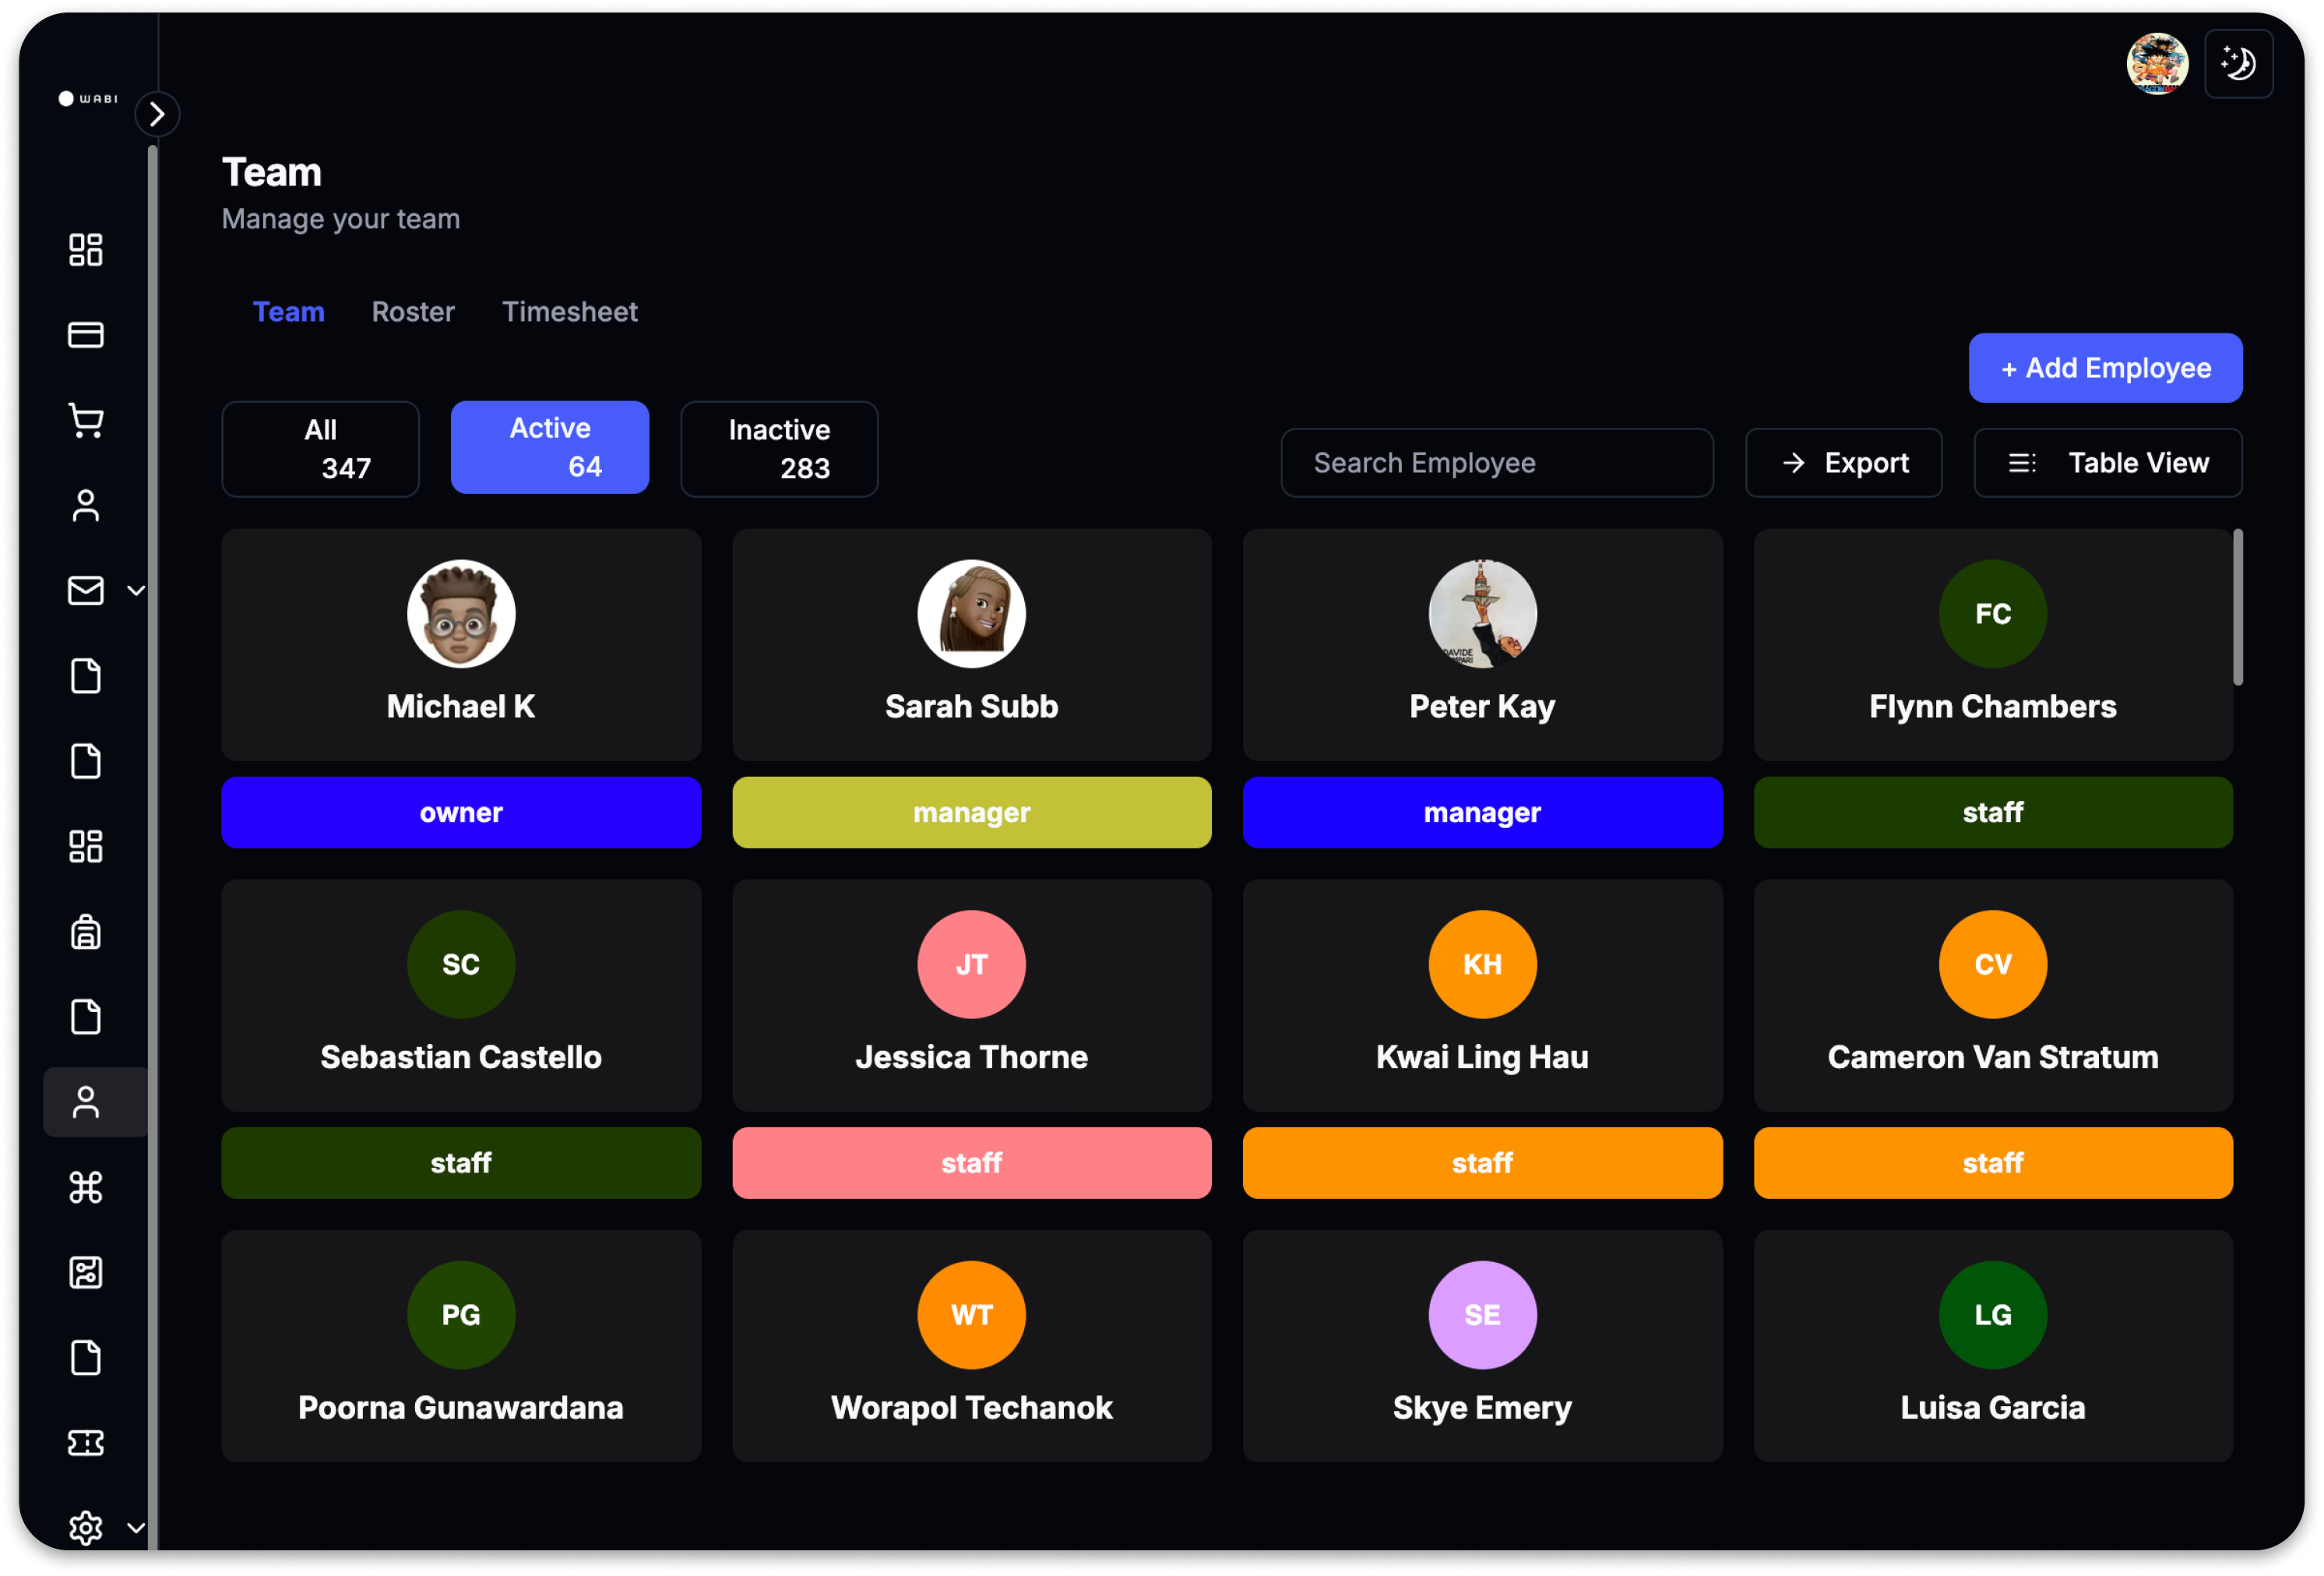 WABI
Team
Manage your team
Team Roster Timesheet
+ Add Employee
All
347
Active
64
Inactive
283
Search Employee
Export
Table View
DAVIDE
MPARI
FC
Michael K
Sarah Subb
Peter Kay
Flynn Chambers
owner
manager
manager
staff
SC
JT
KH
CV
Sebastian Castello
Jessica Thorne
Kwai Ling Hau
Cameron Van Stratum
staff
staff
staff
staff
PG
WT
SE
LG
Poorna Gunawardana
Worapol Techanok
Skye Emery
Luisa Garcia